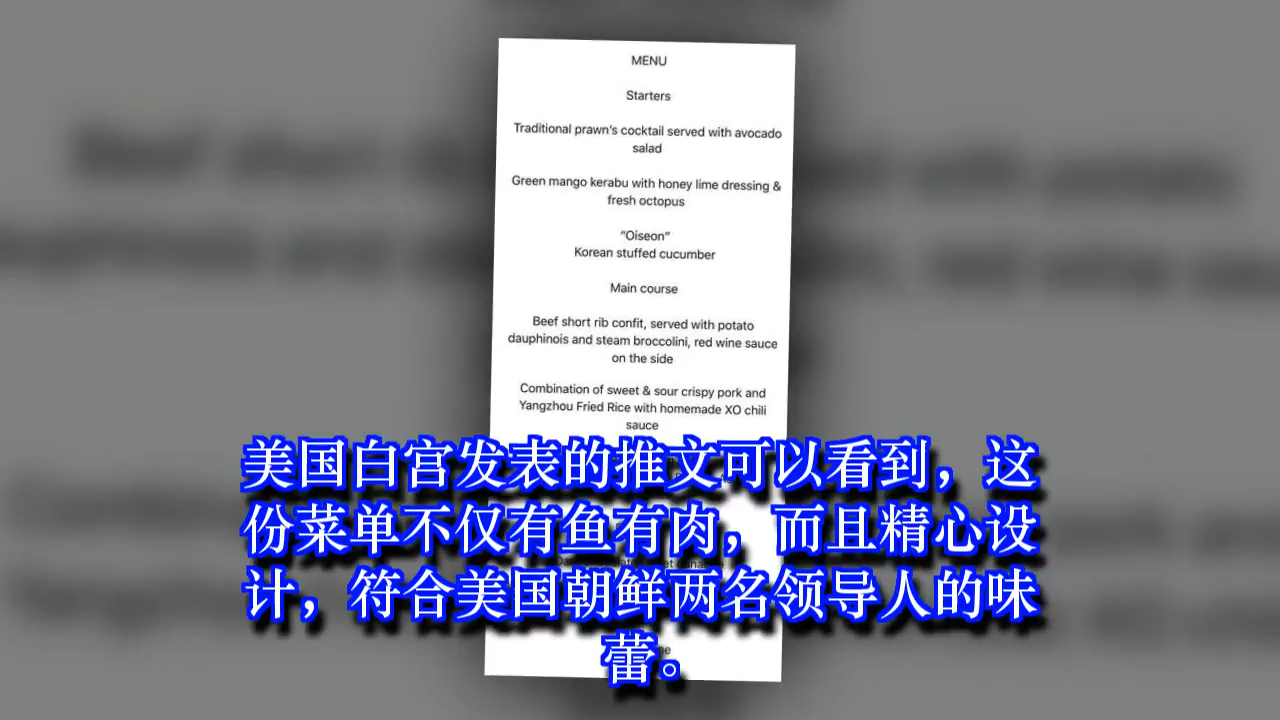 MENU
Starters
Traditional prawn's cocktail served with avocado
salad
Green mango kerabu with honey lime dressing &
fresh octopus
“Oiseon”
Korean stuffed cucumber
Main course
Beef short rib confit, served with potato
dauphinois and steam broccolini, red wine sauce
on the side
Combination of sweet & sour crispy pork and
Yangzhou Fried Rice with homemade XO chili
sauce
美国白宫发表的推文可以看到，这
份菜单不仅有鱼有肉，而且精心设
计，符合美国朝鲜两名领导人的味
蕾。